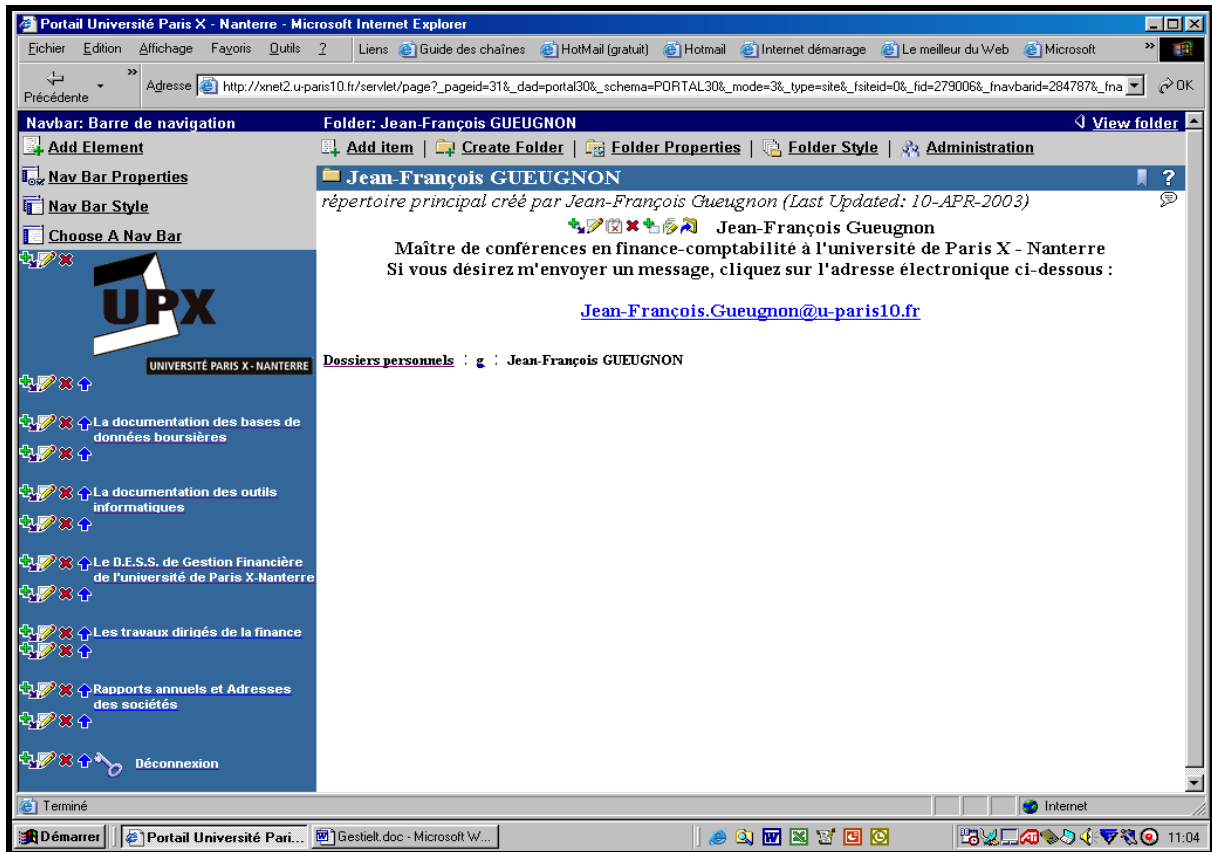 Portail Université Paris X - Nanterre - Microsoft Internet Explorer
Fichier Edition Affichage Favoris Outils ? Liens Guide des chaînes HotMail (gratuit) Hotmail Internet démarrage Le meilleur du Web Microsoft »
Précédente » Adresse http://xnet2.u-paris10.fr/servlet/page?_pageid=31&_dad=portal30&_schema=PORTAL30&_mode=3&_type=site&_fsiteid=0&_fid=279006&_fnavbarid=284787&_fna OK
Navbar: Barre de navigation
Add Element
Nav Bar Properties
Nav Bar Style
Choose A Nav Bar
UPX
UNIVERSITÉ PARIS X - NANTERRE
La documentation des bases de
données boursières
La documentation des outils
informatiques
Le D.E.S.S. de Gestion Financière
de l'université de Paris X-Nanterre
Les travaux dirigés de la finance
Rapports annuels et Adresses
des sociétés
Déconnexion
Folder: Jean-François GUEUGNON View folder
Add item | Create Folder | Folder Properties | Folder Style | Administration
Jean-François GUEUGNON ?
répertoire principal créé par Jean-François Gueugnon (Last Updated: 10-APR-2003)
Jean-François Gueugnon
Maître de conférences en finance-comptabilité à l'université de Paris X - Nanterre
Si vous désirez m'envoyer un message, cliquez sur l'adresse électronique ci-dessous :
Jean-François.Gueugnon@u-paris10.fr
Dossiers personnels : g : Jean-François GUEUGNON
Terminé Internet
Démarrer Portail Université Pari... Gestielt.doc - Microsoft W... 11:04